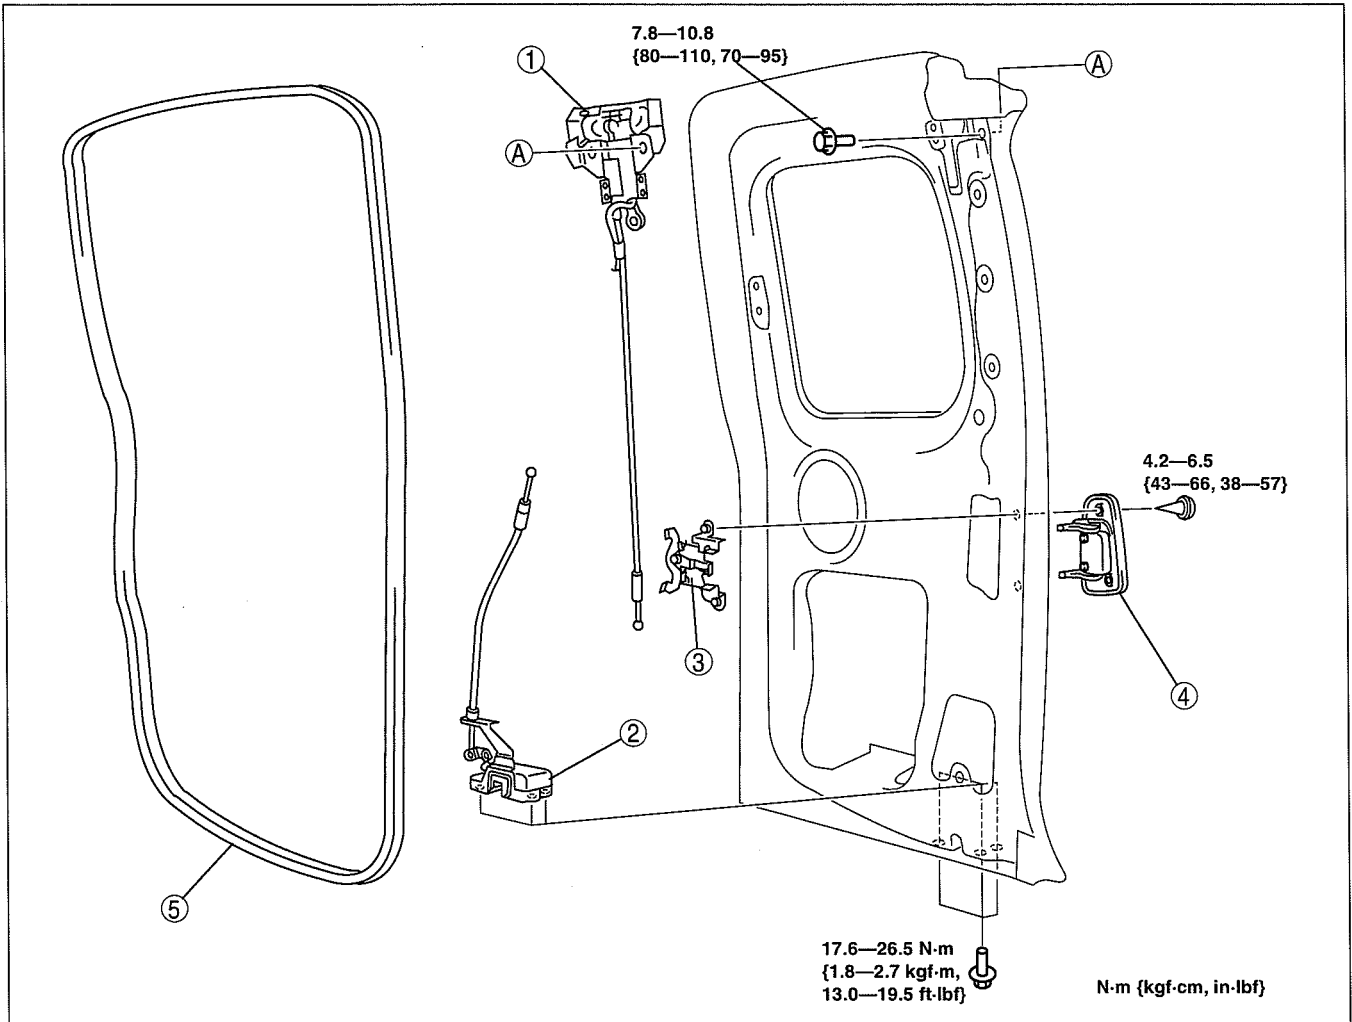 7.8—10.8
{80—110, 70—95}
1
A
A
4.2—6.5
{43—66, 38—57}
3
4
2
5
17.6—26.5 N·m
{1.8—2.7 kgf·m,
13.0—19.5 ft·lbf}
N·m {kgf·cm, in·lbf}